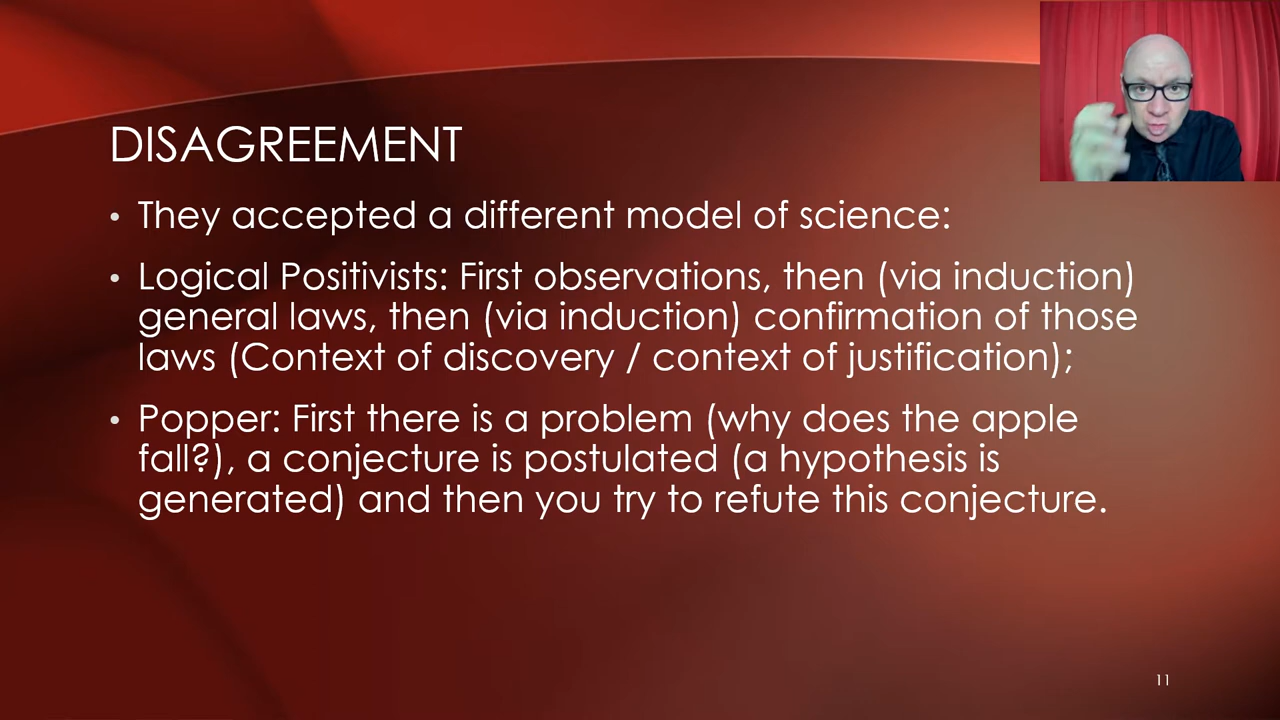 DISAGREEMENT
• They accepted a different model of science:
• Logical Positivists: First observations, then (via induction)
general laws, then (via induction) confirmation of those
laws (Context of discovery / context of justification);
• Popper: First there is a problem (why does the apple
fall?), a conjecture is postulated (a hypothesis is
generated) and then you try to refute this conjecture.
11